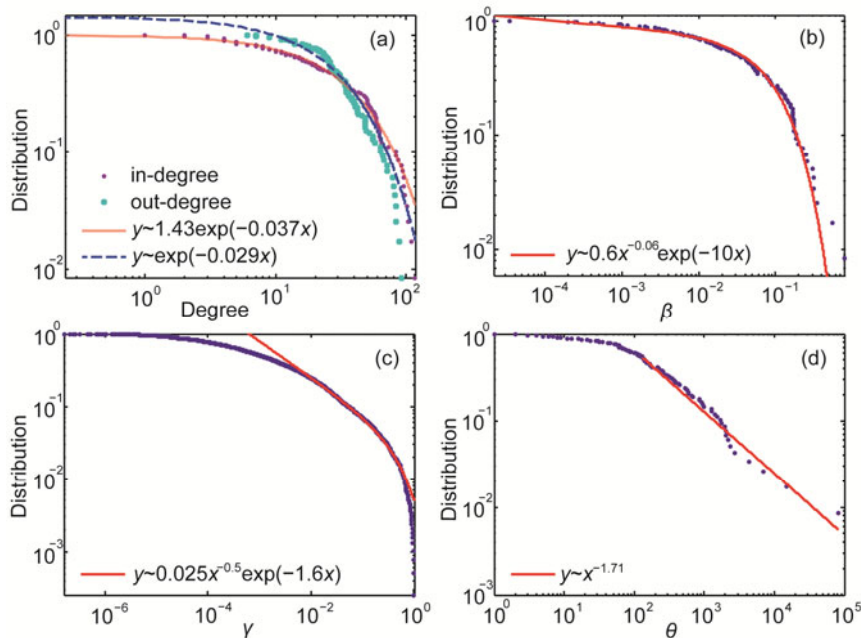 (a)
Distribution
10^0
10^-1
10^-2
in-degree
out-degree
y~1.43exp(−0.037x)
y~exp(−0.029x)
10^0 10^1 10^2
Degree
(b)
Distribution
10^0
10^-1
10^-2
y~0.6x^−0.06exp(−10x)
10^-4 10^-3 10^-2 10^-1
β
(c)
Distribution
10^0
10^-1
10^-2
10^-3
y~0.025x^−0.5exp(−1.6x)
10^-6 10^-4 10^-2 10^0
γ
(d)
Distribution
10^0
10^-1
10^-2
10^-3
y~x^−1.71
10^0 10^1 10^2 10^3 10^4 10^5
θ